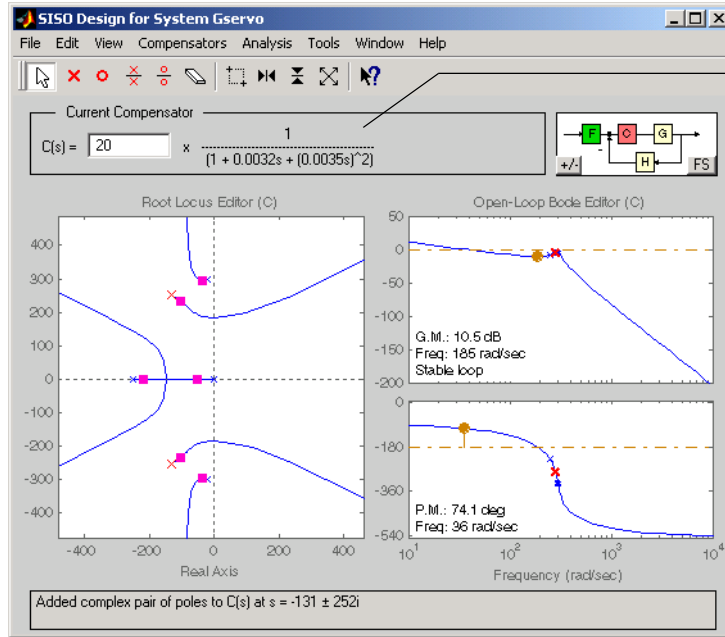 SISO Design for System Gservo
File Edit View Compensators Analysis Tools Window Help
Current Compensator
C(s) = 20 x 1
(1 + 0.0032s + (0.0035s)^2)
F C G
-
H
+/- FS
Root Locus Editor (C)
400
300
200
100
0
-100
-200
-300
-400
-400 -200 0 200 400
Real Axis
Open-Loop Bode Editor (C)
50
0
-50
-100
-150
-200
G.M.: 10.5 dB
Freq: 185 rad/sec
Stable loop
0
-180
-360
-540
P.M.: 74.1 deg
Freq: 36 rad/sec
10^1 10^2 10^3 10^4
Frequency (rad/sec)
Added complex pair of poles to C(s) at s = -131 ± 252i